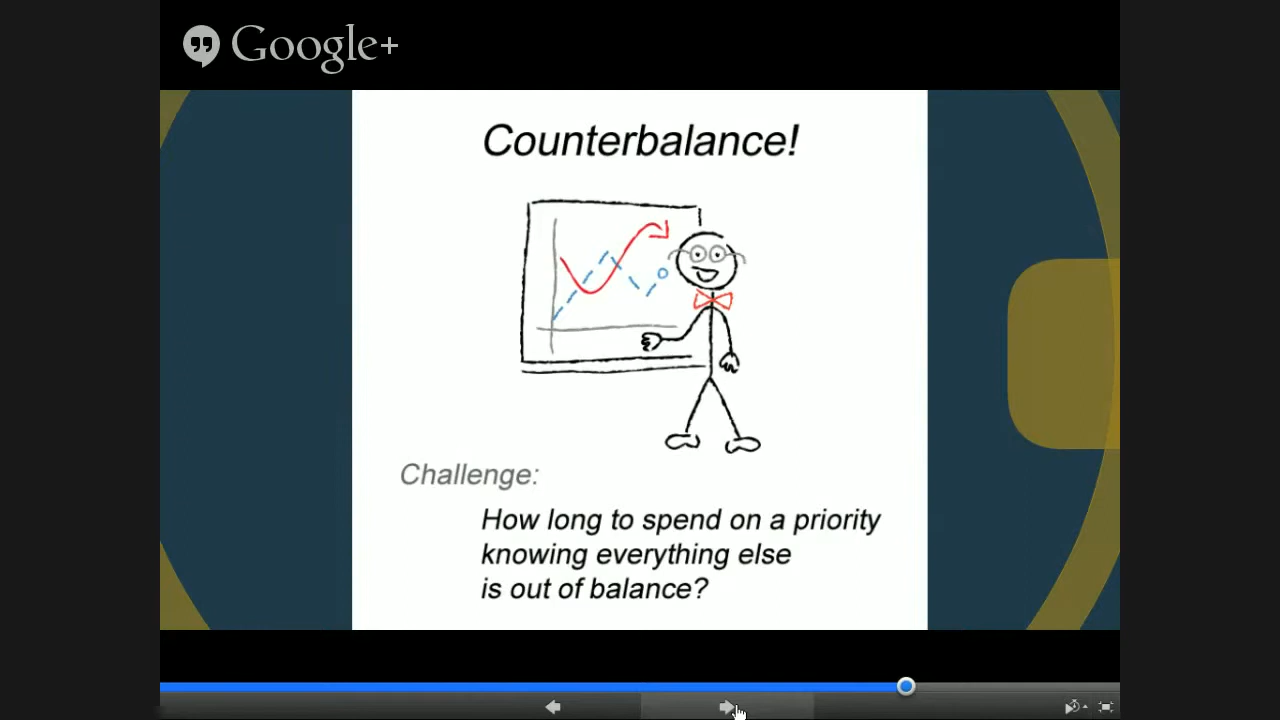 Google+
Counterbalance!
Challenge:
How long to spend on a priority
knowing everything else
is out of balance?